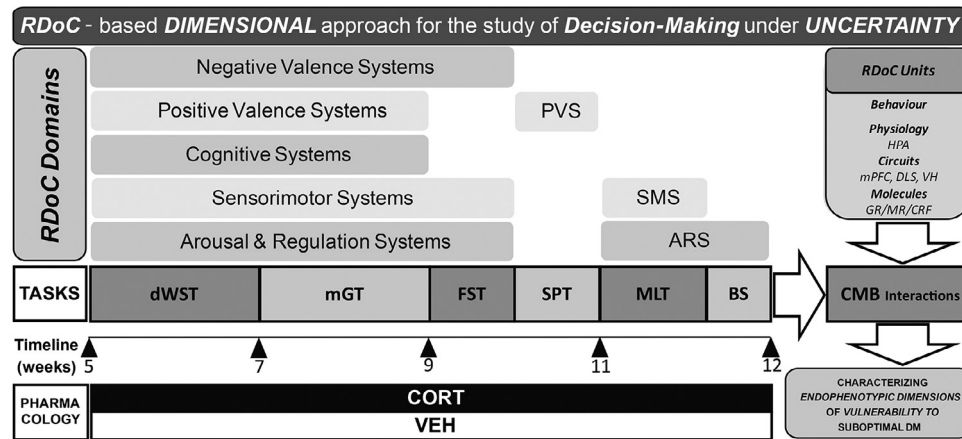 RDoC - based DIMENSIONAL approach for the study of Decision-Making under UNCERTAINTY
RDoC Domains
Negative Valence Systems
Positive Valence Systems
PVS
Cognitive Systems
Sensorimotor Systems
SMS
Arousal & Regulation Systems
ARS
RDoC Units
Behaviour
Physiology
HPA
Circuits
mPFC, DLS, VH
Molecules
GR/MR/CRF
TASKS
dWST
mGT
FST
SPT
MLT
BS
CMB Interactions
Timeline
(weeks)
5
7
9
11
12
PHARMA
COLOGY
CORT
VEH
CHARACTERIZING
ENDOPHENOTYPIC DIMENSIONS
OF VULNERABILITY TO
SUBOPTIMAL DM